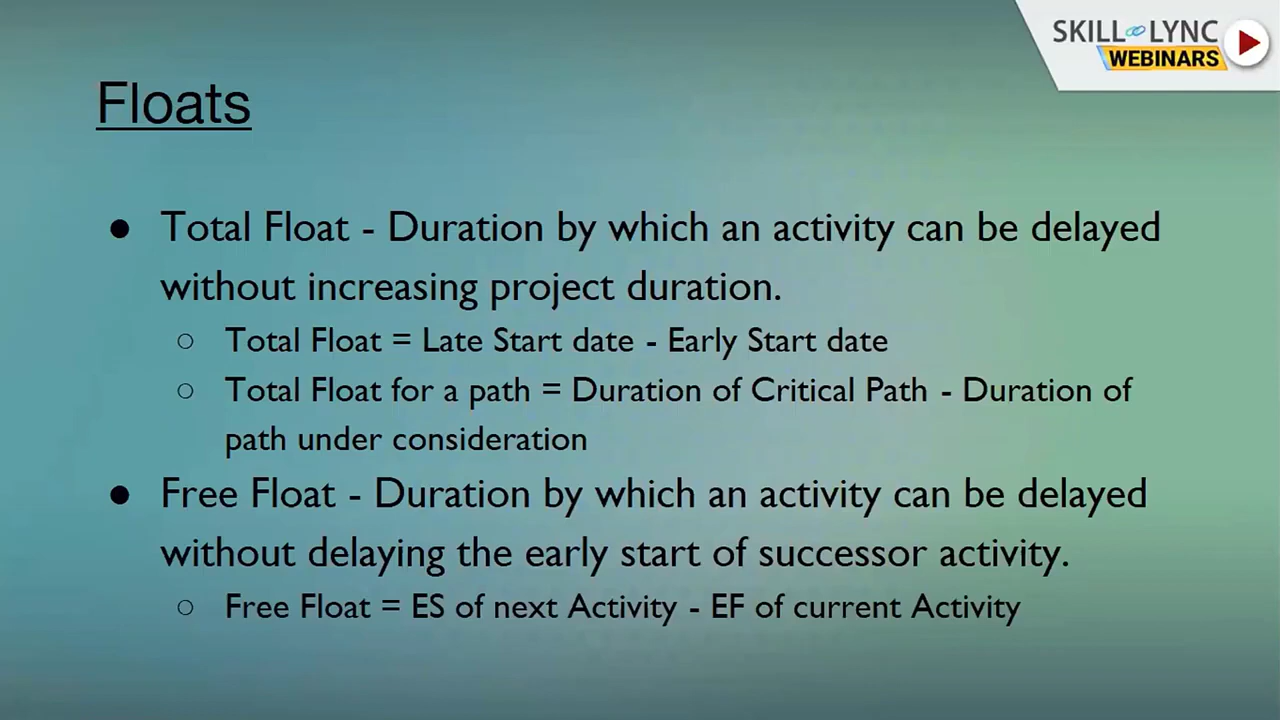 SKILL LYNC
WEBINARS
Floats
● Total Float - Duration by which an activity can be delayed
without increasing project duration.
○ Total Float = Late Start date - Early Start date
○ Total Float for a path = Duration of Critical Path - Duration of
path under consideration
● Free Float - Duration by which an activity can be delayed
without delaying the early start of successor activity.
○ Free Float = ES of next Activity - EF of current Activity